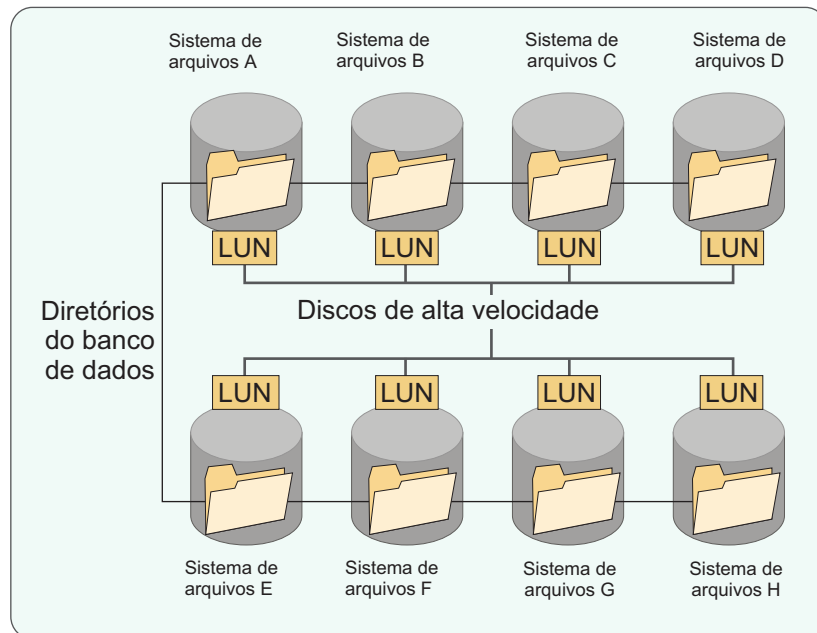 Sistema de
arquivos A
Sistema de
arquivos B
Sistema de
arquivos C
Sistema de
arquivos D
LUN
LUN
LUN
LUN
Diretórios
do banco
de dados
Discos de alta velocidade
LUN
LUN
LUN
LUN
Sistema de
arquivos E
Sistema de
arquivos F
Sistema de
arquivos G
Sistema de
arquivos H